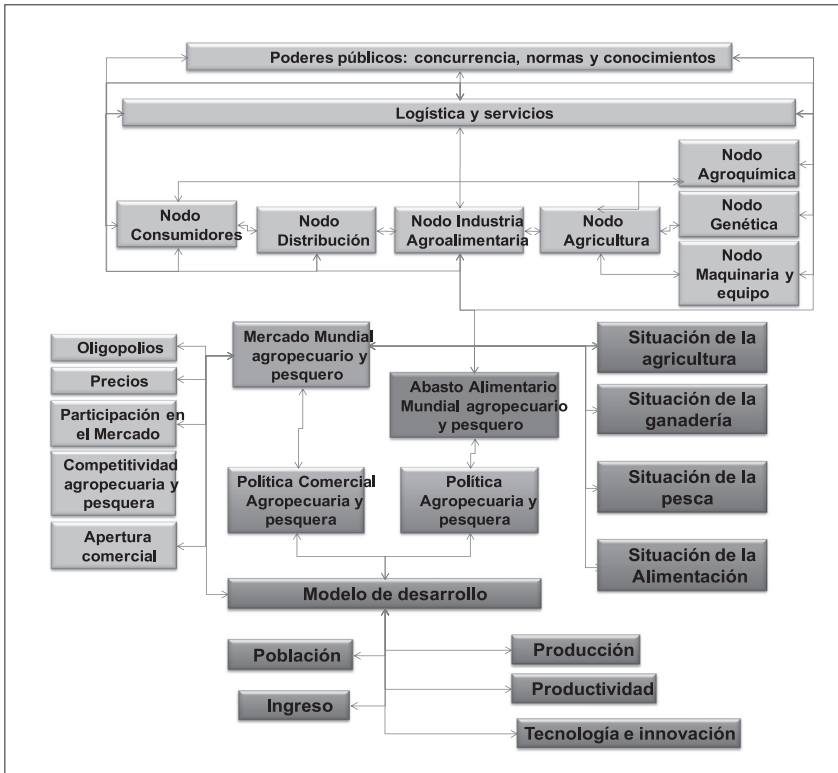 Poderes públicos: concurrencia, normas y conocimientos
Logística y servicios
Nodo
Agroquímica
Nodo
Consumidores
Nodo
Distribución
Nodo Industria
Agroalimentaria
Nodo
Agricultura
Nodo
Genética
Nodo
Maquinaria y
equipo
Oligopolios
Precios
Participación en
el Mercado
Competitividad
agropecuaria y
pesquera
Apertura
comercial
Mercado Mundial
agropecuario y
pesquero
Abasto Alimentario
Mundial agropecuario
y pesquero
Situación de la
agricultura
Situación de la
ganadería
Situación de la
pesca
Situación de la
Alimentación
Política Comercial
Agropecuaria y
pesquera
Política
Agropecuaria y
pesquera
Modelo de desarrollo
Población
Ingreso
Producción
Productividad
Tecnología e innovación